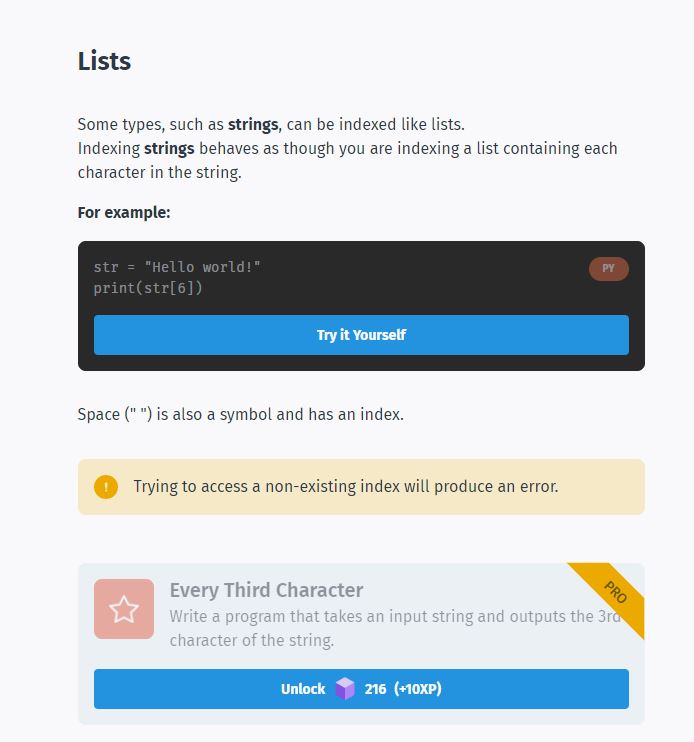 Lists
Some types, such as strings, can be indexed like lists.
Indexing strings behaves as though you are indexing a list containing each
character in the string.
For example:
str = "Hello world!"
PY
print(str[6])
Try it Yourself
Space (" ") is also a symbol and has an index.
! Trying to access a non-existing index will produce an error.
PRO
Every Third Character
Write a program that takes an input string and outputs the 3rd
character of the string.
Unlock 216 (+10XP)